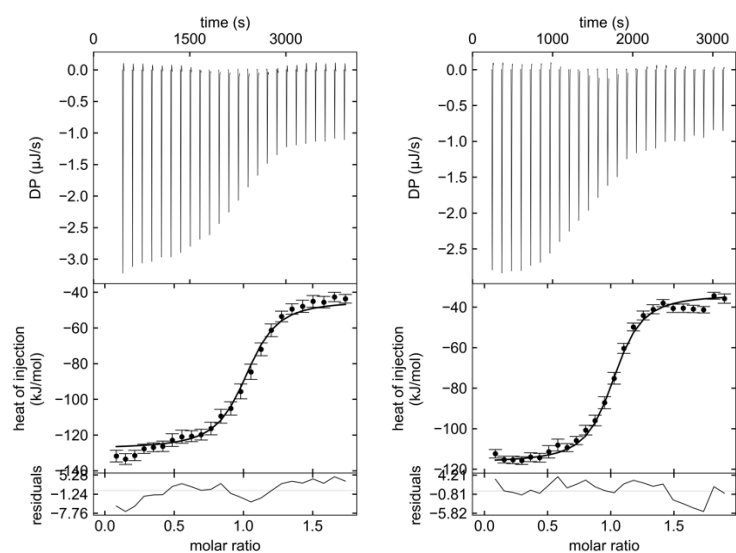 time (s)
0 1500 3000
0.0
−0.5
−1.0
−1.5
−2.0
−2.5
−3.0
DP (µJ/s)
−40
−60
−80
−100
−120
−140
heat of injection
(kJ/mol)
5.28
−1.24
−7.76
residuals
0.0 0.5 1.0 1.5
molar ratio
time (s)
0 1000 2000 3000
0.0
−0.5
−1.0
−1.5
−2.0
−2.5
DP (µJ/s)
−40
−60
−80
−100
−120
heat of injection
(kJ/mol)
4.21
−0.81
−5.82
residuals
0.0 0.5 1.0 1.5
molar ratio